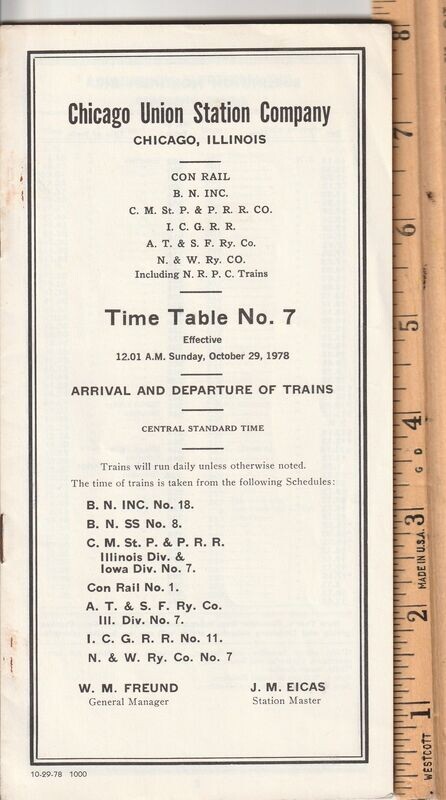 Chicago Union Station Company
CHICAGO, ILLINOIS
CON RAIL
B. N. INC.
C. M. St. P. & P. R. R. CO.
I. C. G. R. R.
A. T. & S. F. Ry. Co.
N. & W. Ry. CO.
Including N. R. P. C. Trains
Time Table No. 7
Effective
12.01 A.M. Sunday, October 29, 1978
ARRIVAL AND DEPARTURE OF TRAINS
CENTRAL STANDARD TIME
Trains will run daily unless otherwise noted.
The time of trains is taken from the following Schedules:
B. N. INC. No. 18.
B. N. SS No. 8.
C. M. St. P. & P. R. R.
Illinois Div. &
Iowa Div. No. 7.
Con Rail No. 1.
A. T. & S. F. Ry. Co.
Ill. Div. No. 7.
I. C. G. R. R. No. 11.
N. & W. Ry. Co. No. 7
W. M. FREUND
General Manager
J. M. EICAS
Station Master
10-29-78 1000
8
7
6
5
4
G D
3
MADE IN U.S.A.
2
1
WESTCOTT